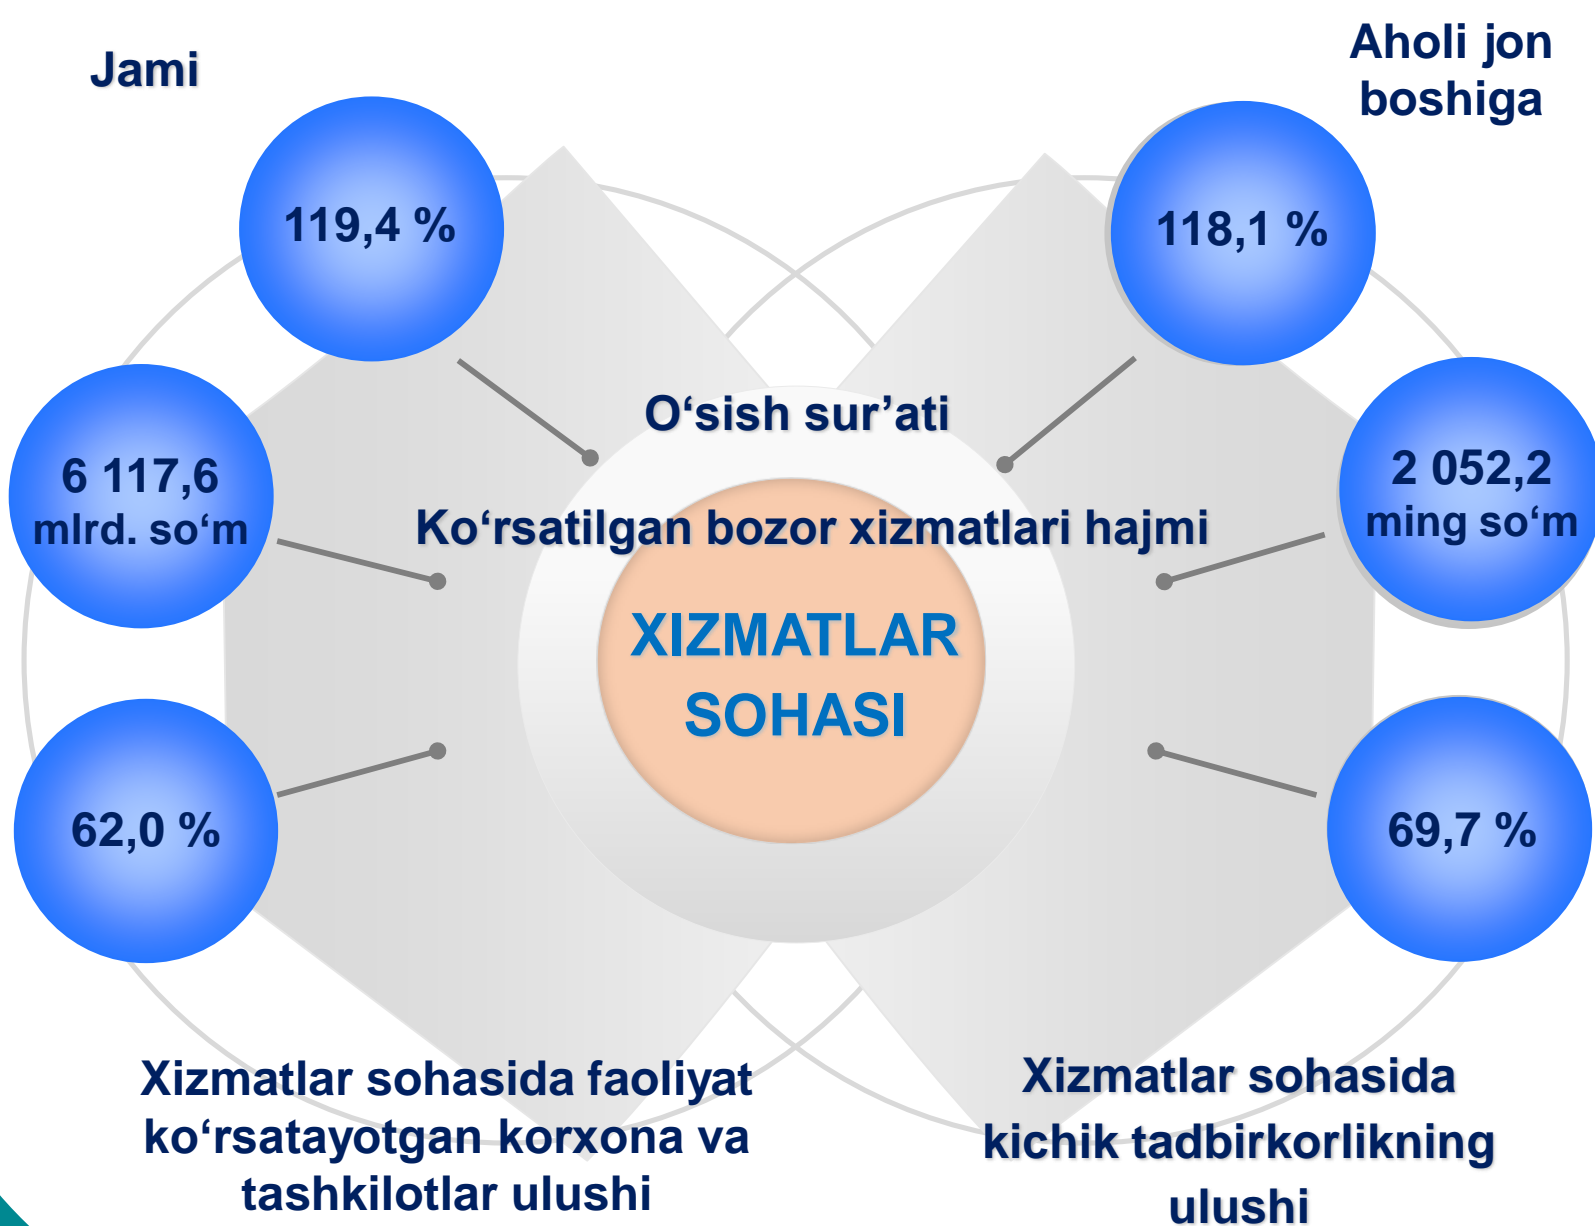 Jami
Aholi jon
boshiga
119,4 %
118,1 %
O‘sish sur’ati
6 117,6
mlrd. so‘m
2 052,2
ming so‘m
Ko‘rsatilgan bozor xizmatlari hajmi
XIZMATLAR
SOHASI
62,0 %
69,7 %
Xizmatlar sohasida faoliyat
ko‘rsatayotgan korxona va
tashkilotlar ulushi
Xizmatlar sohasida
kichik tadbirkorlikning
ulushi